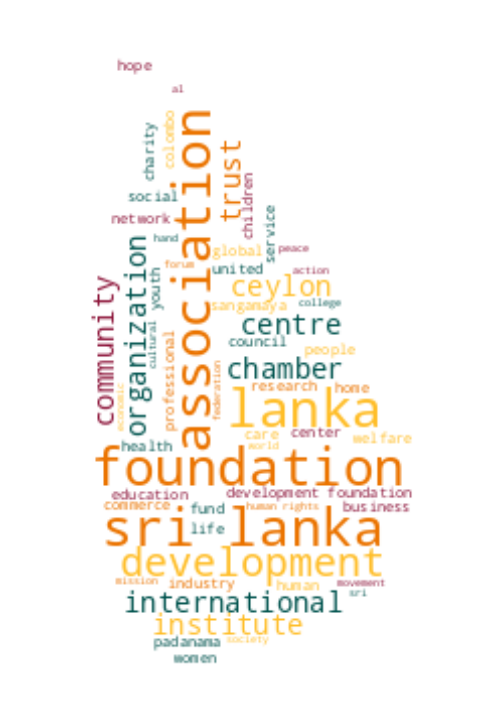 hope
al
association
colombo
charity
trust
children
social
network
service
hand
organization
global
peace
forum
united
action
youth
community
ceylon
sangamaya
college
centre
cultural
council
people
professional
chamber
federation
research
home
economic
lanka
care
center
welfare
health
world
foundation
education
development foundation
commerce
fund
human rights
business
sri lanka
life
development
mission
industry
human
movement
sri
international
institute
padanama
society
women